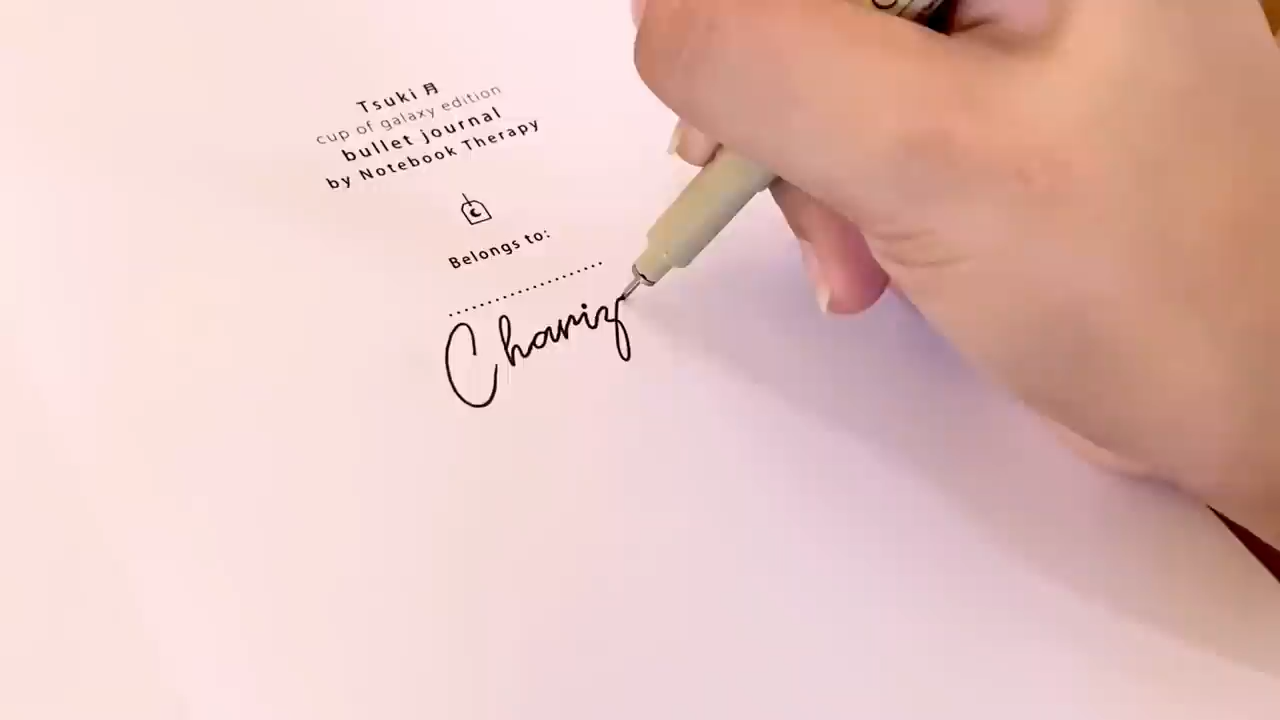 Tsuki 月
cup of galaxy edition
bullet journal
by Notebook Therapy
Belongs to:
Chariz